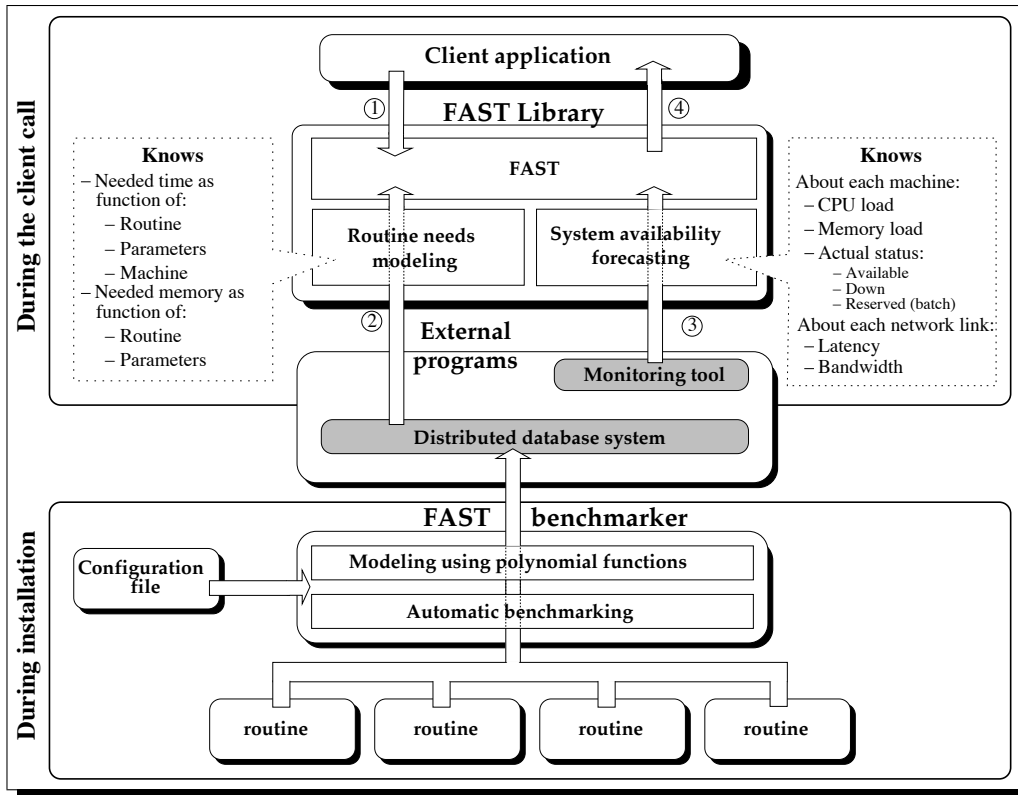 During the client call
Client application
①
④
FAST Library
FAST
Routine needs
modeling
System availability
forecasting
Knows
– Needed time as
function of:
– Routine
– Parameters
– Machine
– Needed memory as
function of:
– Routine
– Parameters
Knows
About each machine:
– CPU load
– Memory load
– Actual status:
– Available
– Down
– Reserved (batch)
About each network link:
– Latency
– Bandwidth
②
③
External
programs
Monitoring tool
Distributed database system
During installation
FAST benchmarker
Configuration
file
Modeling using polynomial functions
Automatic benchmarking
routine
routine
routine
routine